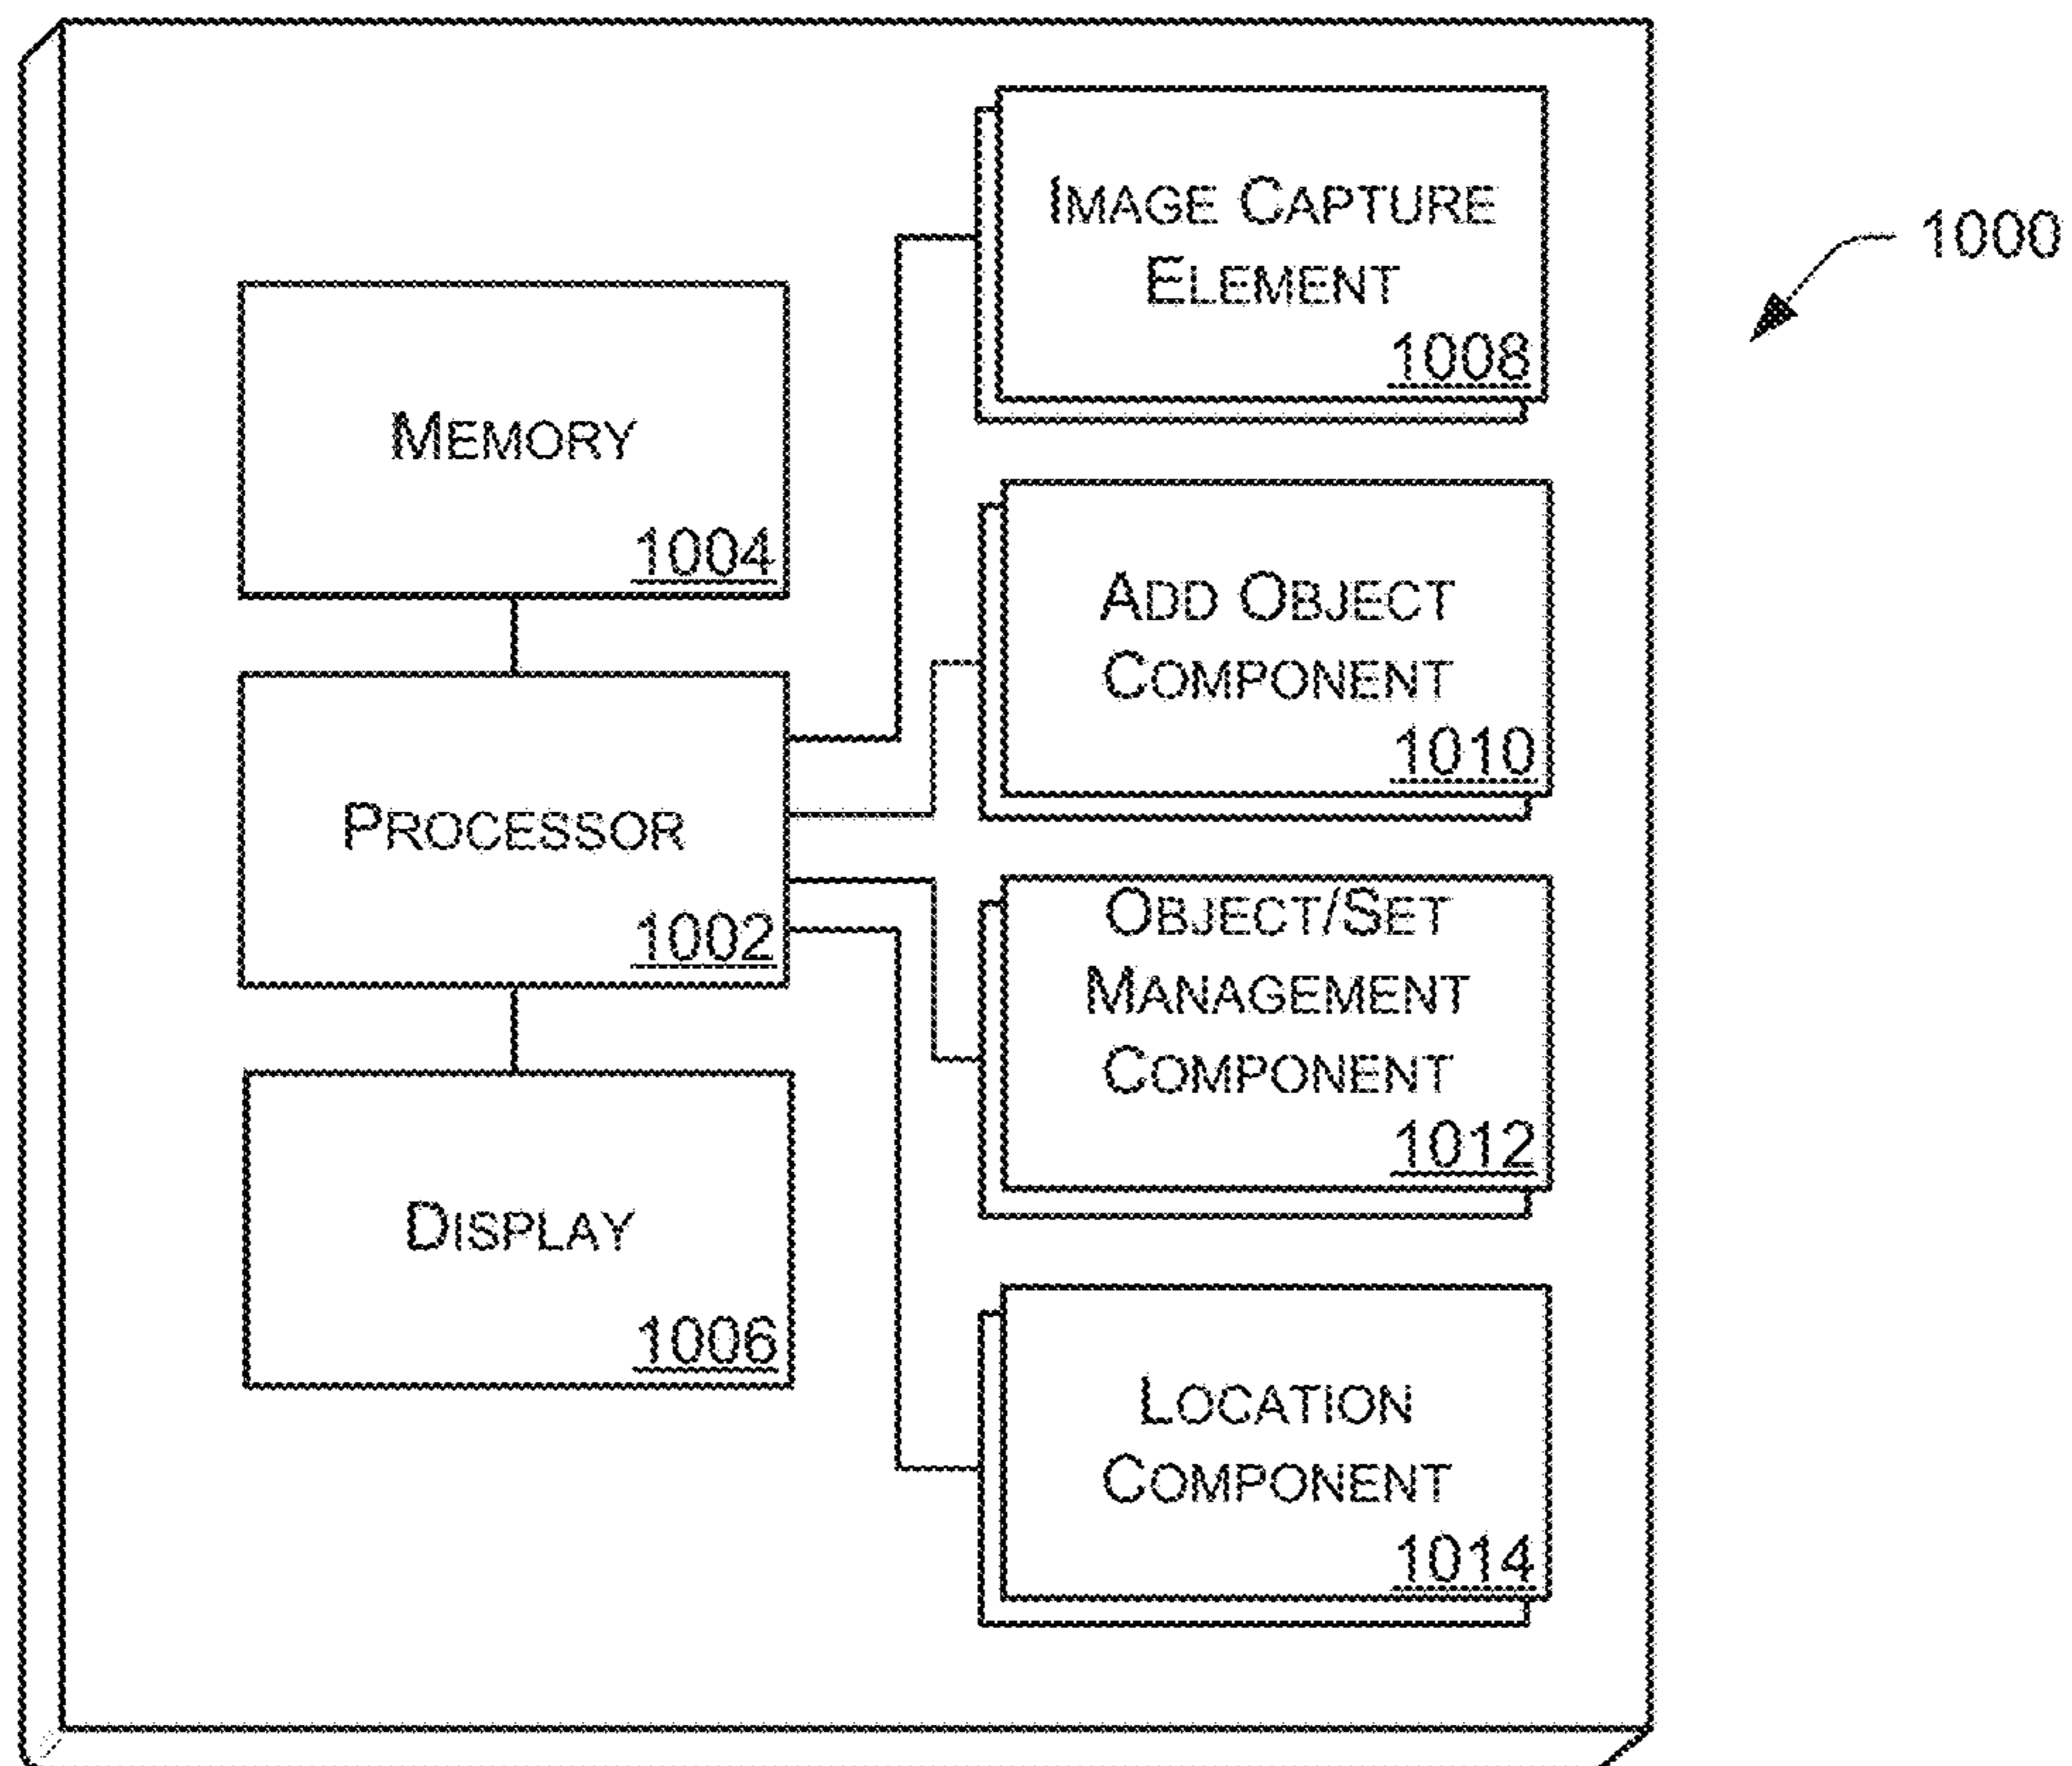 IMAGE CAPTURE
ELEMENT
1008
1000
MEMORY
1004
ADD OBJECT
COMPONENT
1010
PROCESSOR
1002
OBJECT/SET
MANAGEMENT
COMPONENT
1012
DISPLAY
1006
LOCATION
COMPONENT
1014